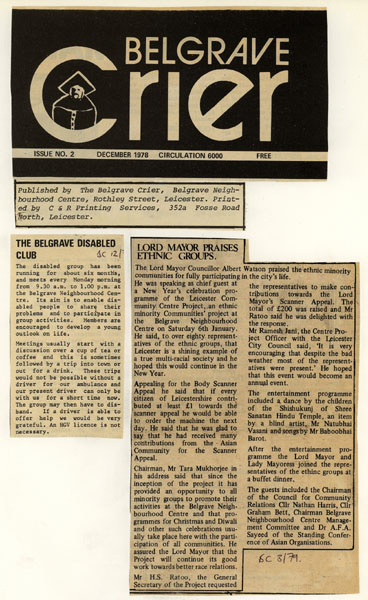 BELGRAVE
Crier
ISSUE NO. 2 DECEMBER 1978 CIRCULATION 6000 FREE
Published by The Belgrave Crier, Belgrave Neigh-
bourhood Centre, Rothley Street, Leicester. Print-
ed by C & R Printing Services, 352a Fosse Road
North, Leicester.
THE BELGRAVE DISABLED
CLUB
BC 12/
The disabled group has been
running for about six months,
and meets every Monday morning
from 9.30 a.m. to 1.00 p.m. at
the Belgrave Neighbourhood Cen-
tre. Its aim is to enable dis-
abled people to share their
problems and to participate in
group activities. Members are
encouraged to develop a young
outlook on life.
Meetings usually start with a
discussion over a cup of tea or
coffee and this is sometimes
followed by a trip into town or
out for a drink. These trips
would not be possible without a
driver for our ambulance and
our present driver can only be
with us for a short time now.
The group may then have to dis-
band. If a driver is able to
offer help we would be very
grateful. An HGV licence is not
necessary.
LORD MAYOR PRAISES
ETHNIC GROUPS.
The Lord Mayor Councillor Albert Watson praised the ethnic minority
communities for fully participating in the city's life.
He was speaking as chief guest at
a New Year's celebration pro-
gramme of the Leicester Com-
munity Centre Project, an ethnic
minority Communities' project at
the Belgrave Neighbourhood
Centre on Saturday 6th January.
He said, to over eighty represen-
tatives of the ethnic groups, that
Leicester is a shining example of
a true multi-racial society and he
hoped this would continue in the
New Year.
Appealing for the Body Scanner
Appeal he said that if every
citizen of Leicestershire contri-
buted at least £1 towards the
scanner appeal he would be able
to order the machine the next
day. He said that he was glad to
say that he had received many
contributions from the Asian
Community for the Scanner
Appeal.
Chairman, Mr Tara Mukherjee in
his address said that since the
inception of the project it has
provided an opportunity to all
minority groups to promote their
activities at the Belgrave Neigh-
bourhood Centre and that pro-
grammes for Christmas and Diwali
and other such celebrations usu-
ally take place here with the parti-
cipation of all communities. He
assured the Lord Mayor that the
Project will continue its good
work towards better race relations.
Mr H.S. Ratoo, the General
Secretary of the Project requested
the representatives to make con-
tributions towards the Lord
Mayor's Scanner Appeal. The
total of £200 was raised and Mr
Ratoo said he was delighted with
the response.
Mr Ramnik Jani, the Centre Pro-
ject Officer with the Leicester
City Council said, 'It is very
encouraging that despite the bad
weather most of the represent-
atives were present.' He hoped
that this event would become an
annual event.
The entertainment programme
included a dance by the children
of the Shishukunj of Shree
Sanatan Hindu Temple, an item
by a blind artist, Mr Natubhai
Vasani and songs by Mr Baboobhai
Barot.
After the entertainment pro-
gramme the Lord Mayor and
Lady Mayoress joined the repres-
entatives of the ethnic groups at
a buffet dinner.
The guests included the Chairman
of the Council for Community
Relations Cllr Nathan Harris, Cllr
Graham Bett, Chairman Belgrave
Neighbourhood Centre Manage-
ment Committee and Dr A.F.A.
Sayeed of the Standing Confer-
ence of Asian Organisations.
BC 3/79.